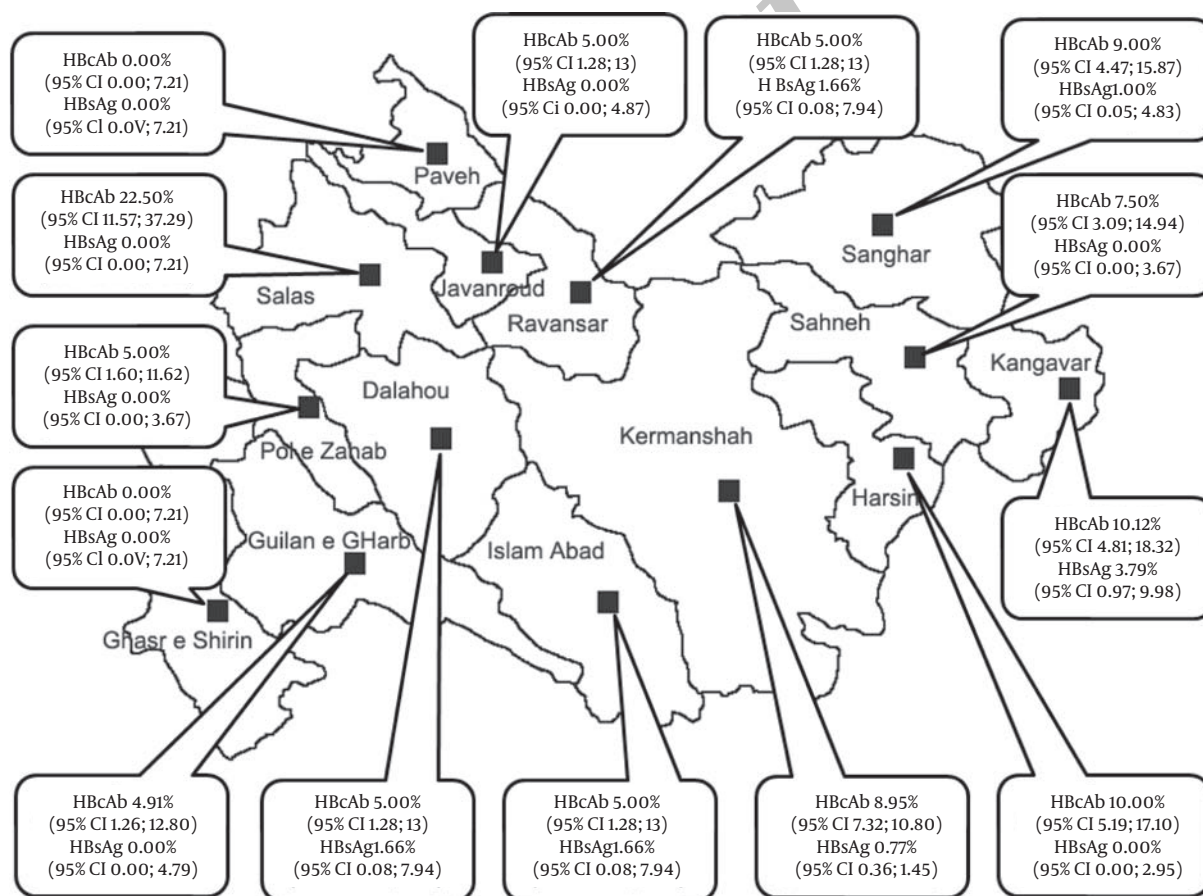 HBcAb 0.00%
(95% CI 0.00; 7.21)
HBsAg 0.00%
(95% CI 0.0V; 7.21)
HBcAb 5.00%
(95% CI 1.28; 13)
HBsAg 0.00%
(95% Ci 0.00; 4.87)
HBcAb 5.00%
(95% CI 1.28; 13)
H BsAg 1.66%
(95% CI 0.08; 7.94)
HBcAb 9.00%
(95% CI 4.47; 15.87)
HBsAg1.00%
(95% CI 0.05; 4.83)
HBcAb 22.50%
(95% CI 11.57; 37.29)
HBsAg 0.00%
(95% CI 0.00; 7.21)
HBcAb 7.50%
(95% CI 3.09; 14.94)
HBsAg 0.00%
(95% CI 0.00; 3.67)
Paveh
Sanghar
Salas
Javanroud
Ravansar
Sahneh
Kangavar
HBcAb 5.00%
(95% CI 1.60; 11.62)
HBsAg 0.00%
(95% CI 0.00; 3.67)
Dalahou
Kermanshah
Pol e Zahab
Harsin
HBcAb 0.00%
(95% CI 0.00; 7.21)
HBsAg 0.00%
(95% Cl 0.0V; 7.21)
Guilan e GHarb
Islam Abad
HBcAb 10.12%
(95% CI 4.81; 18.32)
HBsAg 3.79%
(95% CI 0.97; 9.98)
Ghasr e Shirin
HBcAb 4.91%
(95% CI 1.26; 12.80)
HBsAg 0.00%
(95% CI 0.00; 4.79)
HBcAb 5.00%
(95% CI 1.28; 13)
HBsAg1.66%
(95% CI 0.08; 7.94)
HBcAb 5.00%
(95% CI 1.28; 13)
HBsAg1.66%
(95% CI 0.08; 7.94)
HBcAb 8.95%
(95% CI 7.32; 10.80)
HBsAg 0.77%
(95% CI 0.36; 1.45)
HBcAb 10.00%
(95% CI 5.19; 17.10)
HBsAg 0.00%
(95% CI 0.00; 2.95)